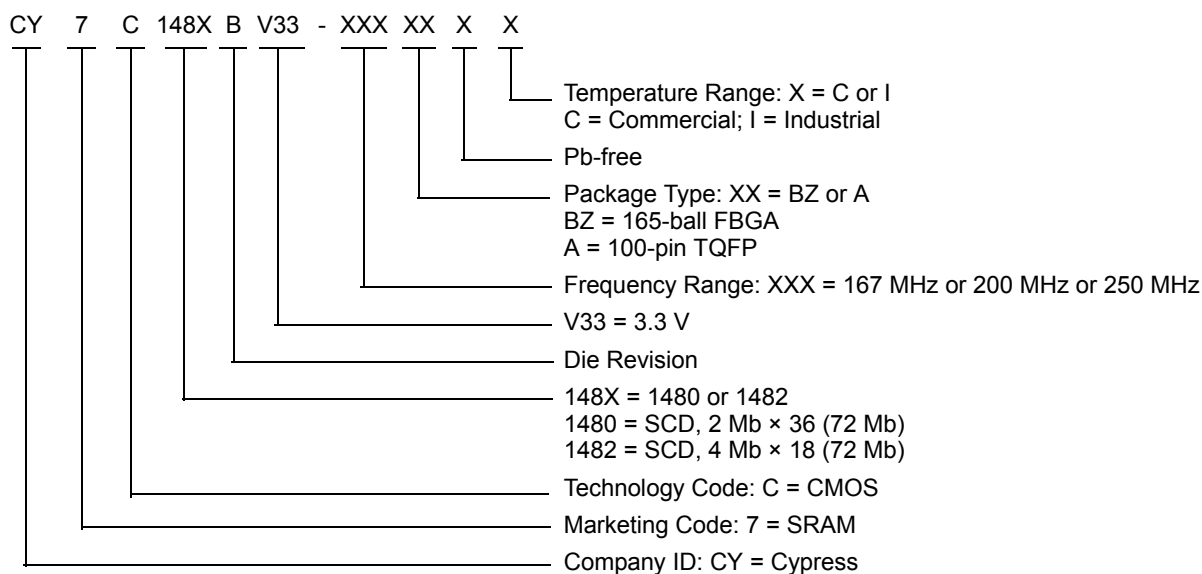 CY 7 C 148X B V33 - XXX XX X X
Temperature Range: X = C or I
C = Commercial; I = Industrial
Pb-free
Package Type: XX = BZ or A
BZ = 165-ball FBGA
A = 100-pin TQFP
Frequency Range: XXX = 167 MHz or 200 MHz or 250 MHz
V33 = 3.3 V
Die Revision
148X = 1480 or 1482
1480 = SCD, 2 Mb × 36 (72 Mb)
1482 = SCD, 4 Mb × 18 (72 Mb)
Technology Code: C = CMOS
Marketing Code: 7 = SRAM
Company ID: CY = Cypress